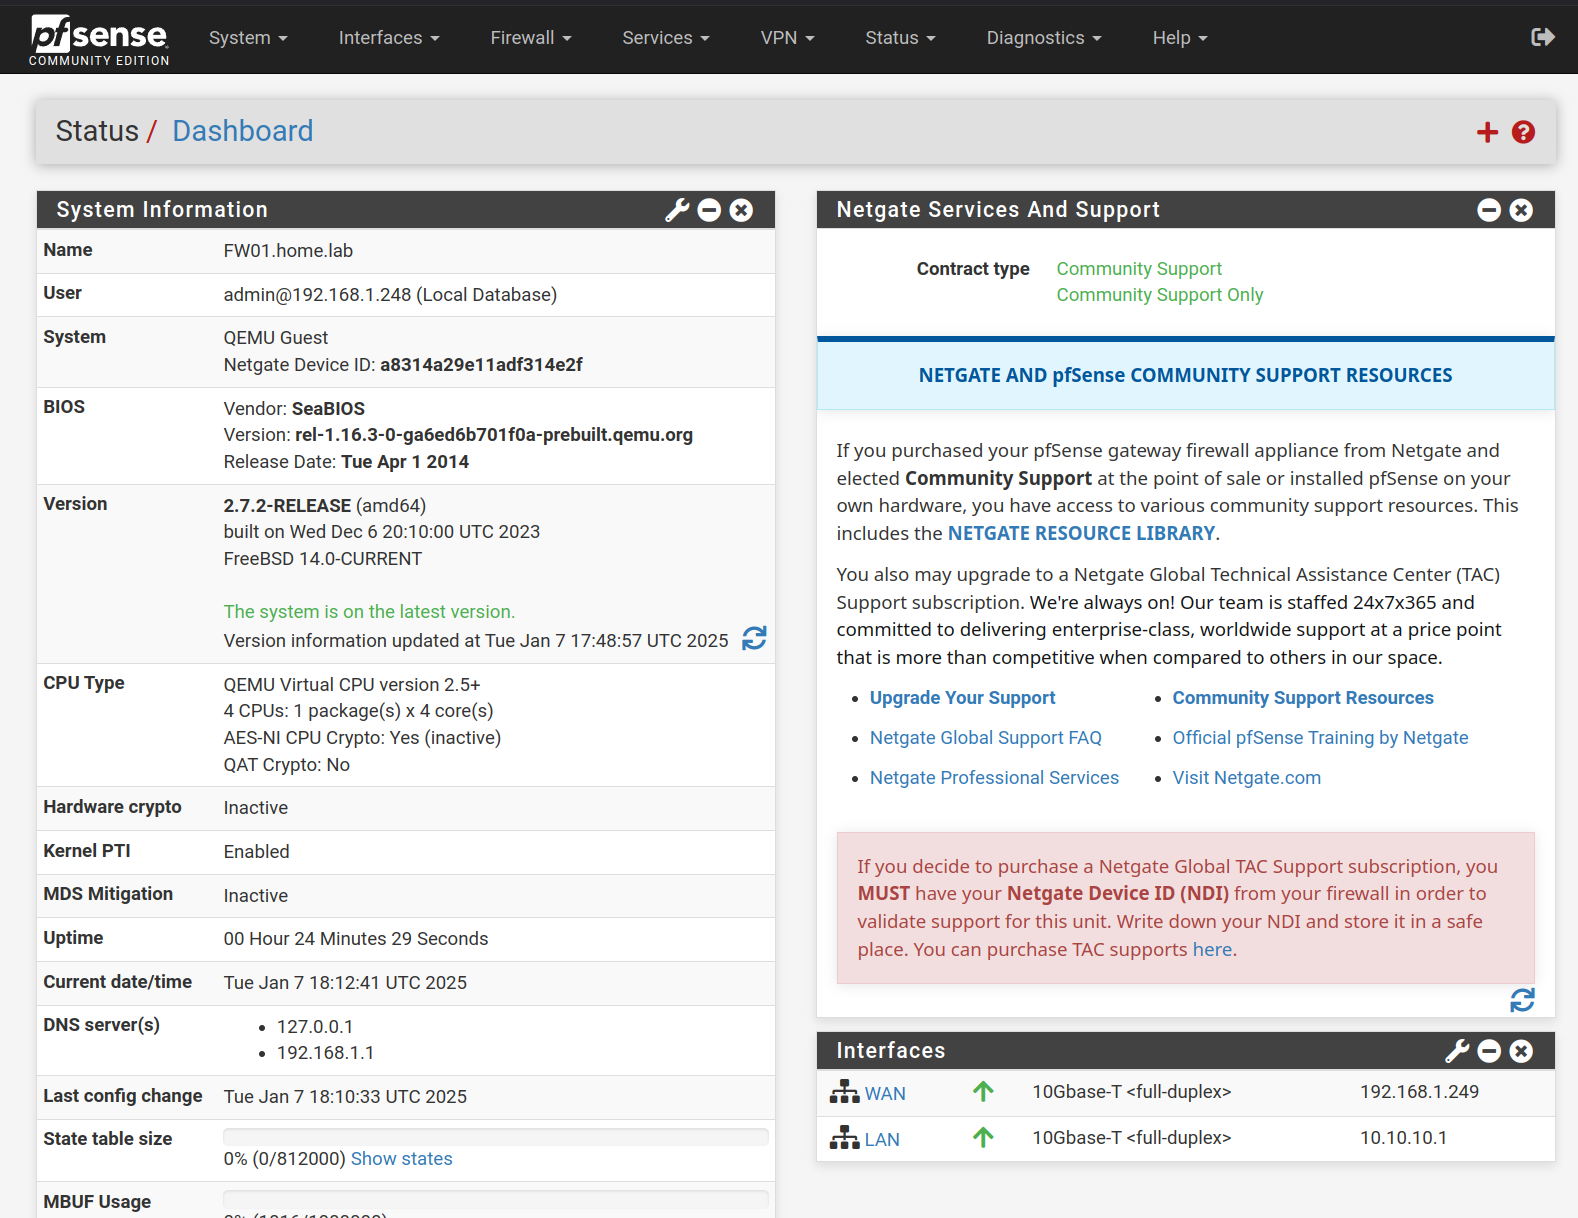 pfsense
COMMUNITY EDITION
System
Interfaces
Firewall
Services
VPN
Status
Diagnostics
Help
Status / Dashboard
System Information
Name FW01.home.lab
User admin@192.168.1.248 (Local Database)
System QEMU Guest
Netgate Device ID: a8314a29e11adf314e2f
BIOS Vendor: SeaBIOS
Version: rel-1.16.3-0-ga6ed6b701f0a-prebuilt.qemu.org
Release Date: Tue Apr 1 2014
Version 2.7.2-RELEASE (amd64)
built on Wed Dec 6 20:10:00 UTC 2023
FreeBSD 14.0-CURRENT
The system is on the latest version.
Version information updated at Tue Jan 7 17:48:57 UTC 2025
CPU Type QEMU Virtual CPU version 2.5+
4 CPUs: 1 package(s) x 4 core(s)
AES-NI CPU Crypto: Yes (inactive)
QAT Crypto: No
Hardware crypto Inactive
Kernel PTI Enabled
MDS Mitigation Inactive
Uptime 00 Hour 24 Minutes 29 Seconds
Current date/time Tue Jan 7 18:12:41 UTC 2025
DNS server(s) • 127.0.0.1
• 192.168.1.1
Last config change Tue Jan 7 18:10:33 UTC 2025
State table size
0% (0/812000) Show states
MBUF Usage
Netgate Services And Support
Contract type Community Support
Community Support Only
NETGATE AND pfSense COMMUNITY SUPPORT RESOURCES
If you purchased your pfSense gateway firewall appliance from Netgate and
elected Community Support at the point of sale or installed pfSense on your
own hardware, you have access to various community support resources. This
includes the NETGATE RESOURCE LIBRARY.
You also may upgrade to a Netgate Global Technical Assistance Center (TAC)
Support subscription. We're always on! Our team is staffed 24x7x365 and
committed to delivering enterprise-class, worldwide support at a price point
that is more than competitive when compared to others in our space.
• Upgrade Your Support
• Community Support Resources
• Netgate Global Support FAQ
• Official pfSense Training by Netgate
• Netgate Professional Services
• Visit Netgate.com
If you decide to purchase a Netgate Global TAC Support subscription, you
MUST have your Netgate Device ID (NDI) from your firewall in order to
validate support for this unit. Write down your NDI and store it in a safe
place. You can purchase TAC supports here.
Interfaces
WAN 10Gbase-T <full-duplex> 192.168.1.249
LAN 10Gbase-T <full-duplex> 10.10.10.1